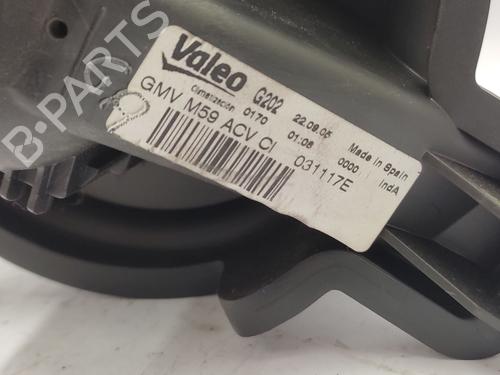 Valeo G202 22.09.05 Made in Spain
Climatización 0170 01:08 0000 IndA
GMV M59 ACV CI 031117E
B-PARTS